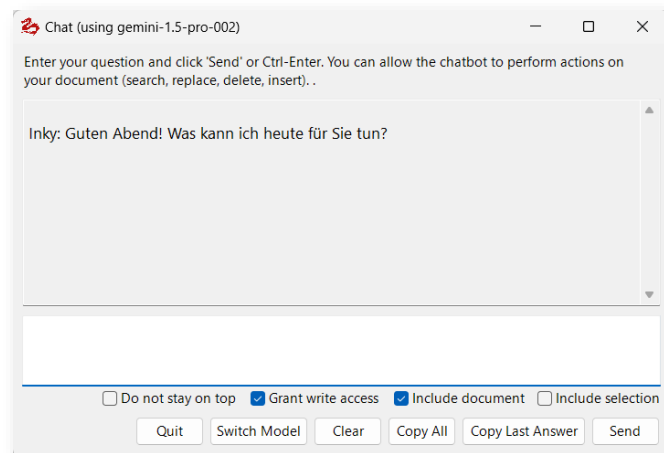 Chat (using gemini-1.5-pro-002)
Enter your question and click 'Send' or Ctrl-Enter. You can allow the chatbot to perform actions on
your document (search, replace, delete, insert). .
Inky: Guten Abend! Was kann ich heute für Sie tun?
Do not stay on top Grant write access Include document Include selection
Quit Switch Model Clear Copy All Copy Last Answer Send